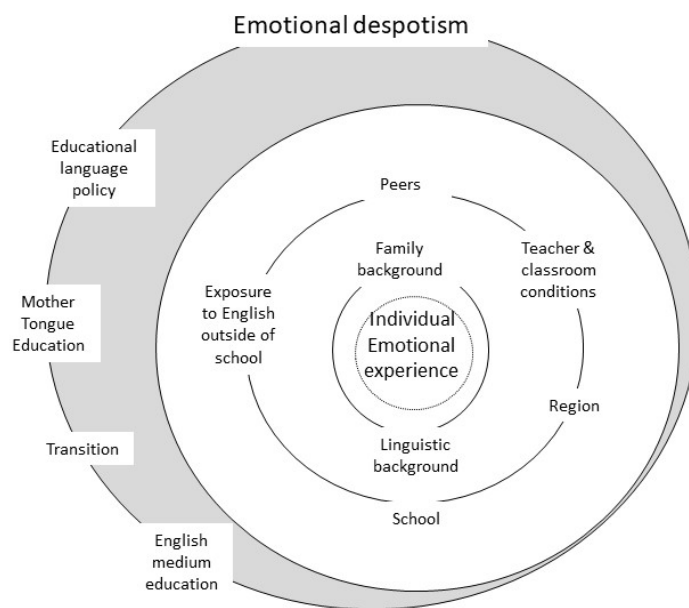 Emotional despotism
Educational
language
policy
Peers
Family
background
Teacher &
classroom
conditions
Exposure
to English
outside of
school
Mother
Tongue
Education
Individual
Emotional
experience
Region
Transition
Linguistic
background
School
English
medium
education